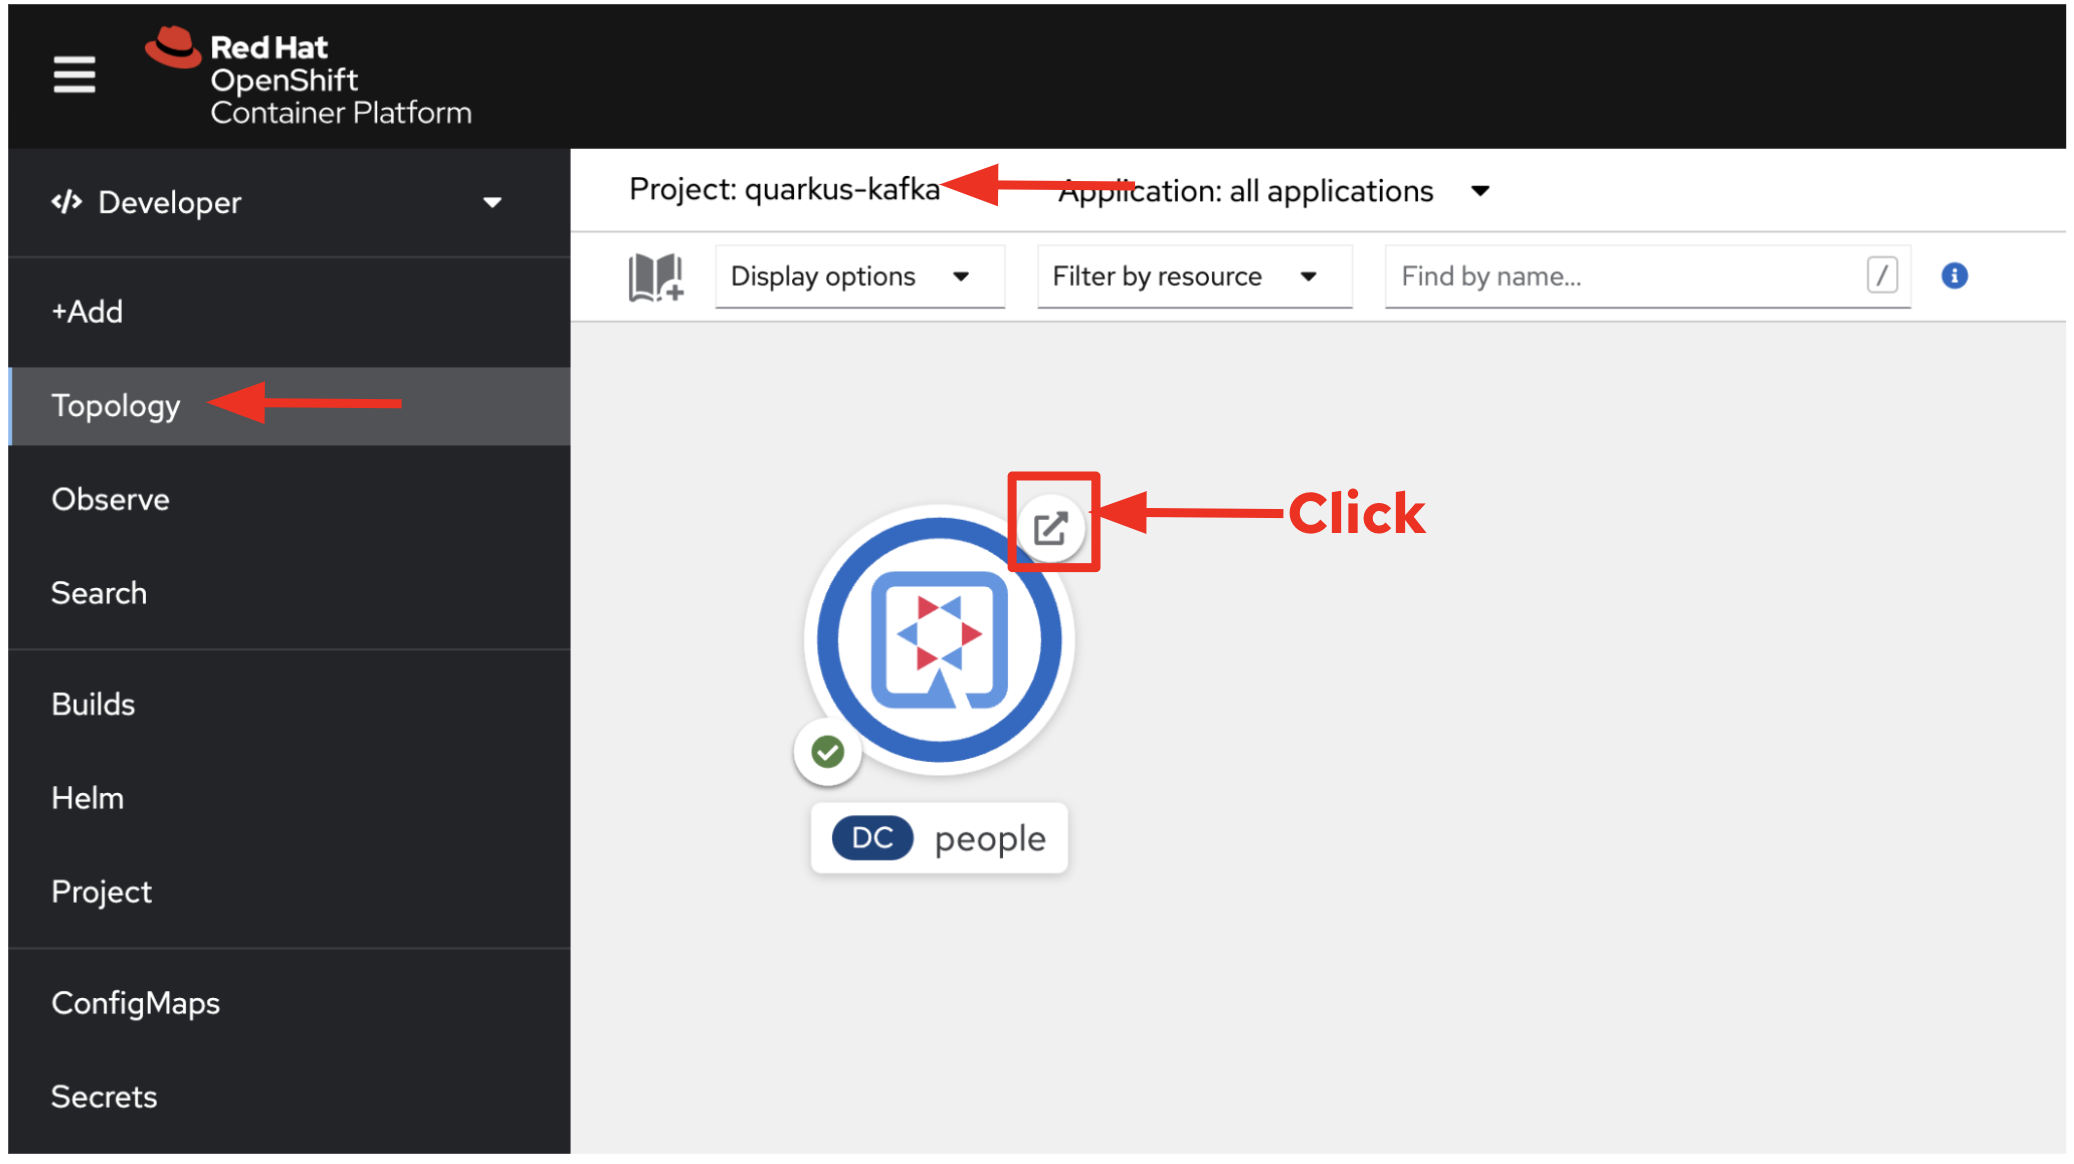 Red Hat
OpenShift
Container Platform
Developer
Project: quarkus-kafka
Application: all applications
Display options
Filter by resource
Find by name...
/
i
+Add
Topology
Observe
Search
Builds
Helm
Project
ConfigMaps
Secrets
Click
DC people